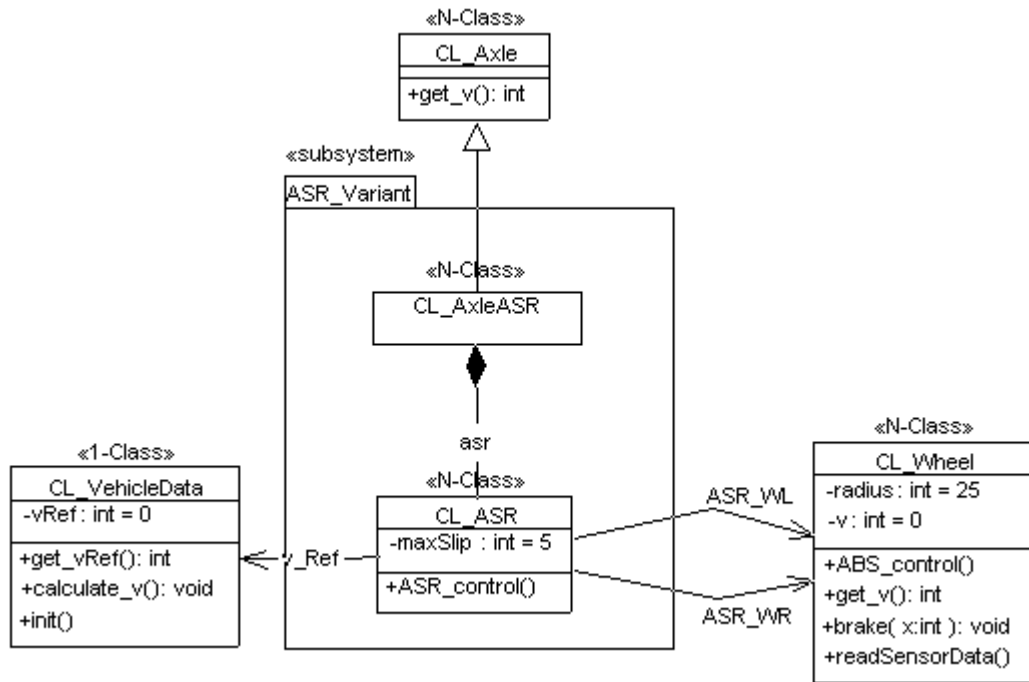 «N-Class»
CL_Axle
+get_v(): int
«subsystem»
ASR_Variant
«N-Class»
CL_AxleASR
asr
«1-Class»
CL_VehicleData
-vRef : int = 0
+get_vRef(): int
+calculate_v(): void
+init()
v_Ref
«N-Class»
CL_ASR
-maxSlip : int = 5
+ASR_control()
ASR_WL
ASR_WR
«N-Class»
CL_Wheel
-radius : int = 25
-v : int = 0
+ABS_control()
+get_v(): int
+brake( x:int ): void
+readSensorData()